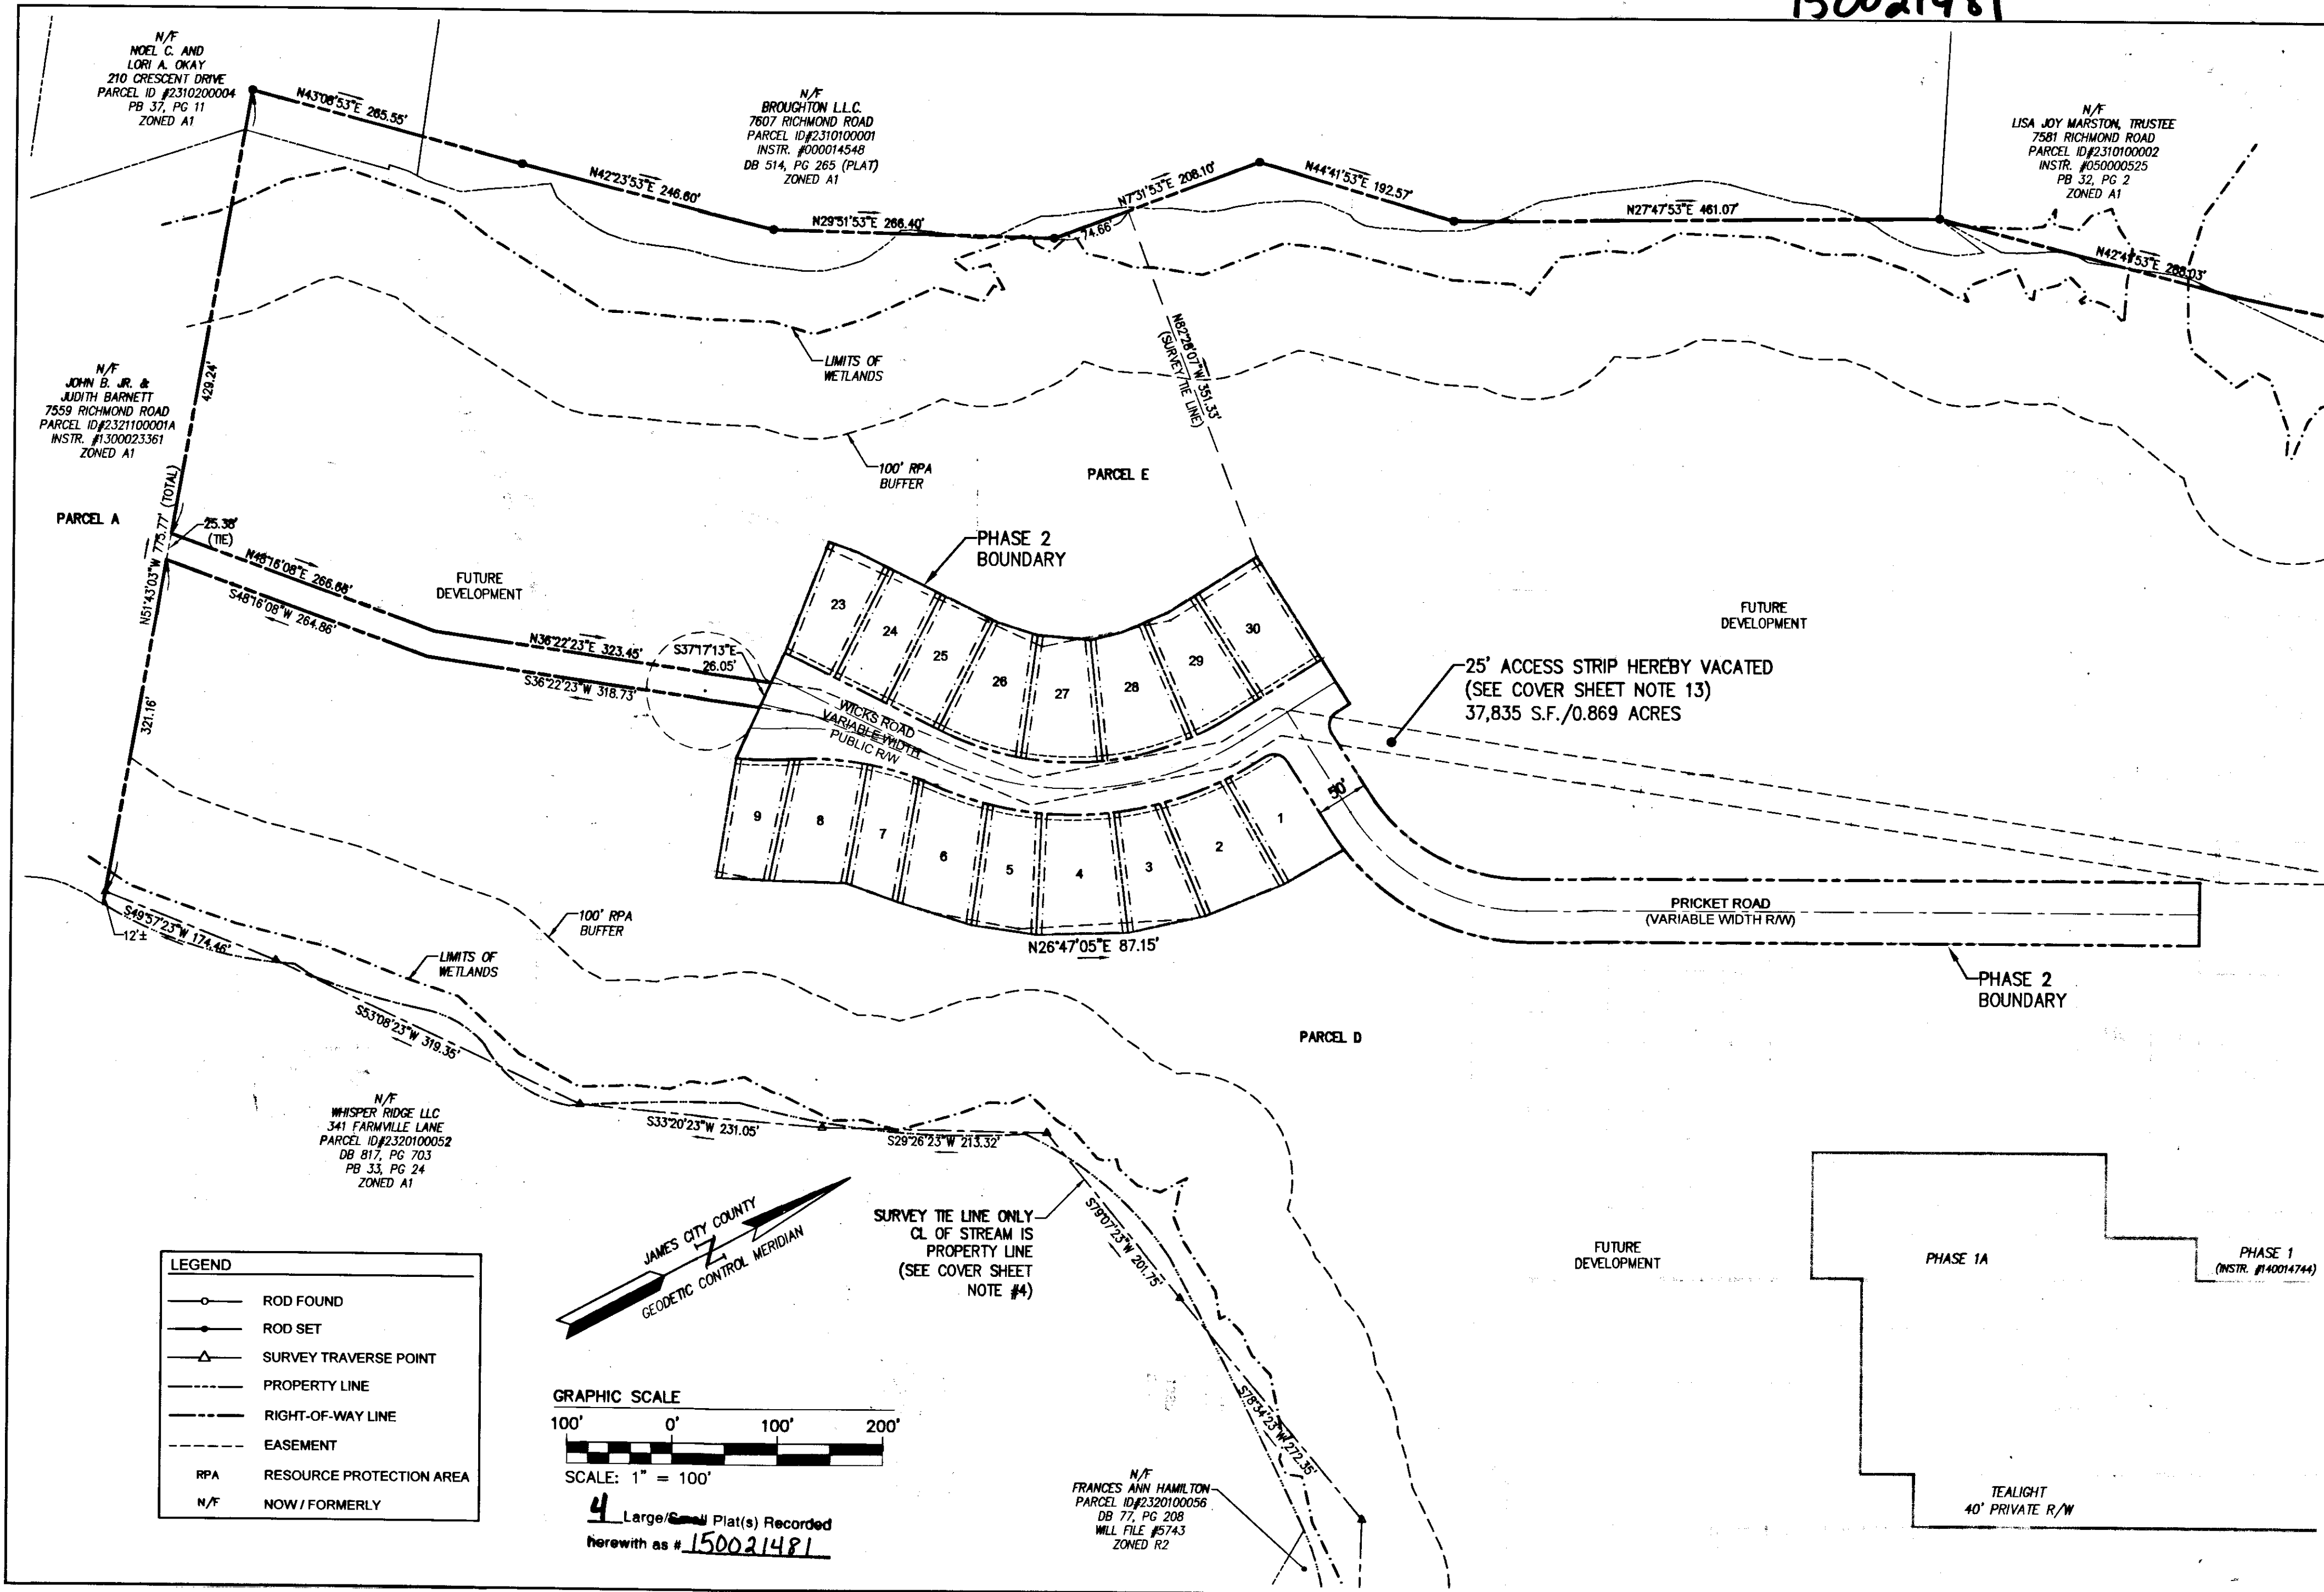 150021481
N/F
NOEL C. AND
LORI A. OKAY
210 CRESCENT DRIVE
PARCEL ID #2310200004
PB 37, PG 11
ZONED A1
N43°08'53"E 265.55'
N/F
BROUGHTON L.L.C.
7607 RICHMOND ROAD
PARCEL ID#2310100001
INSTR. #000014548
DB 514, PG 265 (PLAT)
ZONED A1
N42°23'53"E 246.60'
N29°51'53"E 266.40'
N7°31'53"E 208.10'
74.66'
N44°41'53"E 192.57'
N27°47'53"E 461.07'
N/F
LISA JOY MARSTON, TRUSTEE
7581 RICHMOND ROAD
PARCEL ID#2310100002
INSTR. #050000525
PB 32, PG 2
ZONED A1
N42°41'53"E 288.03'
N82°28'07"W 351.33'
(SURVEY TIE LINE)
LIMITS OF
WETLANDS
N/F
JOHN B. JR. &
JUDITH BARNETT
7559 RICHMOND ROAD
PARCEL ID#2321100001A
INSTR. #1300023361
ZONED A1
429.24'
100' RPA
BUFFER
PARCEL E
PARCEL A
N51°43'03"W 775.77' (TOTAL)
25.38'
(TIE)
N48°16'08"E 266.66'
S48°16'08"W 264.86'
FUTURE
DEVELOPMENT
N36°22'23"E 323.45'
S36°22'23"W 318.73'
S37°17'13"E
26.05'
321.16'
PHASE 2
BOUNDARY
23
24
25
26
27
28
29
30
WICKS ROAD
VARIABLE WIDTH
PUBLIC R/W
FUTURE
DEVELOPMENT
25' ACCESS STRIP HEREBY VACATED
(SEE COVER SHEET NOTE 13)
37,835 S.F./0.869 ACRES
50'
9
8
7
6
5
4
3
2
1
N26°47'05"E 87.15'
PRICKET ROAD
(VARIABLE WIDTH R/W)
PHASE 2
BOUNDARY
12'±
S49°57'23"W 174.46'
100' RPA
BUFFER
LIMITS OF
WETLANDS
S53°08'23"W 319.35'
PARCEL D
N/F
WHISPER RIDGE LLC
341 FARMVILLE LANE
PARCEL ID#2320100052
DB 817, PG 703
PB 33, PG 24
ZONED A1
S33°20'23"W 231.05'
S29°26'23"W 213.32'
S79°07'23"W 201.75'
S78°34'23"W 272.35'
SURVEY TIE LINE ONLY
CL OF STREAM IS
PROPERTY LINE
(SEE COVER SHEET
NOTE #4)
JAMES CITY COUNTY
N
GEODETIC CONTROL MERIDIAN
FUTURE
DEVELOPMENT
PHASE 1A
PHASE 1
(INSTR. #140014744)
TEALIGHT
40' PRIVATE R/W
N/F
FRANCES ANN HAMILTON
PARCEL ID#2320100056
DB 77, PG 208
WILL FILE #5743
ZONED R2
LEGEND
ROD FOUND
ROD SET
SURVEY TRAVERSE POINT
PROPERTY LINE
RIGHT-OF-WAY LINE
EASEMENT
RPA RESOURCE PROTECTION AREA
N/F NOW / FORMERLY
GRAPHIC SCALE
100' 0' 100' 200'
SCALE: 1" = 100'
4 Large/Small Plat(s) Recorded
herewith as # 150021481